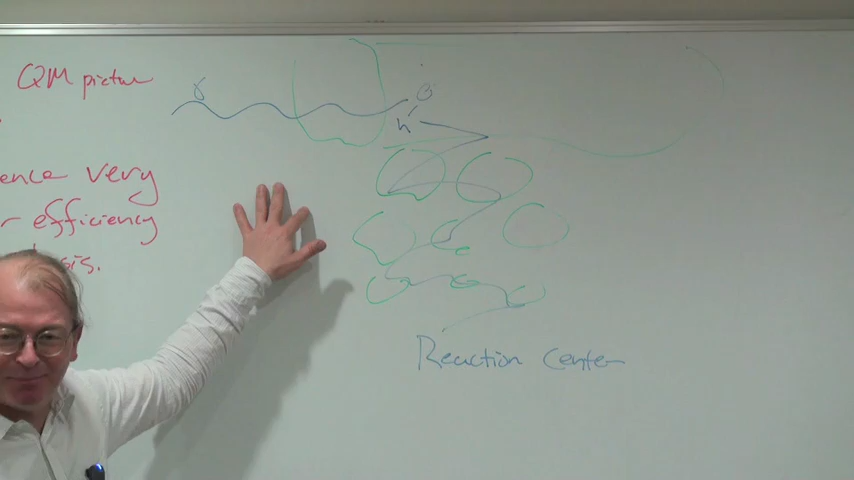 QM picture
ence very
r efficiency
sis.
γ
e
h
Reaction Center